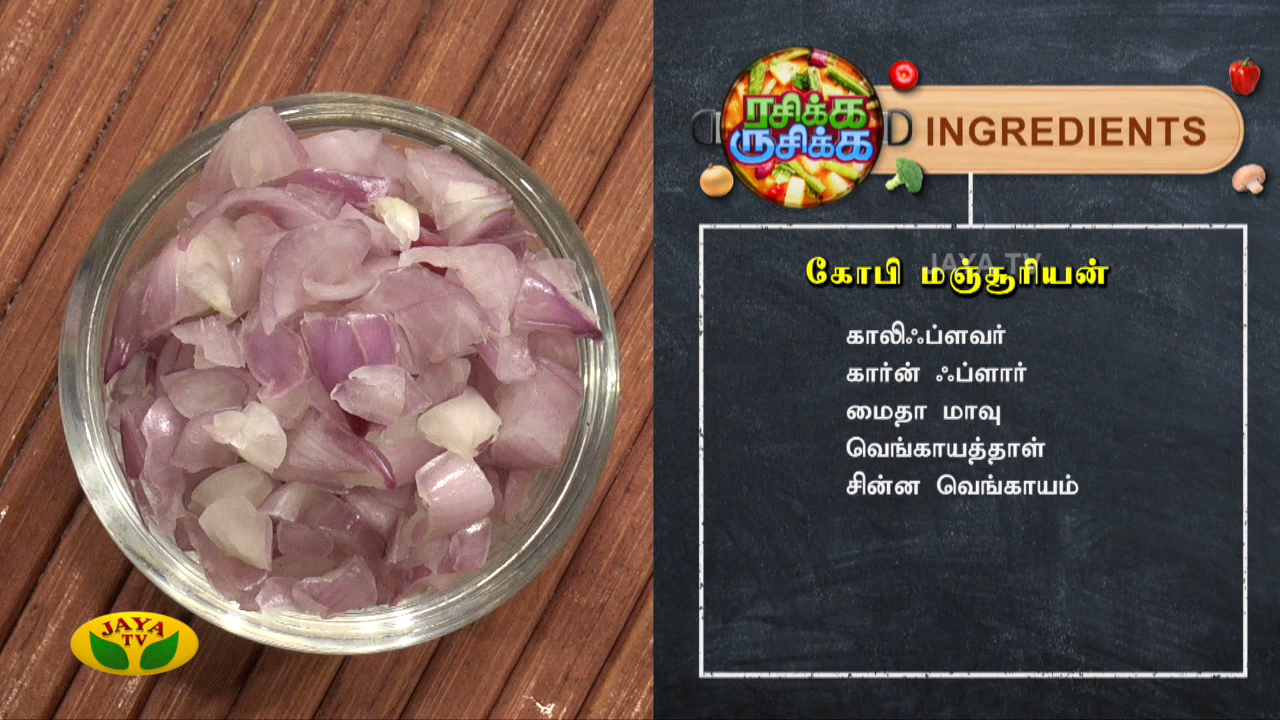 ரசிக்க
ருசிக்க
INGREDIENTS
JAYA TV
கோபி மஞ்சூரியன்
காலிஃப்ளவர்
கார்ன் ஃப்ளார்
மைதா மாவு
வெங்காயத்தாள்
சின்ன வெங்காயம்
JAYA
TV